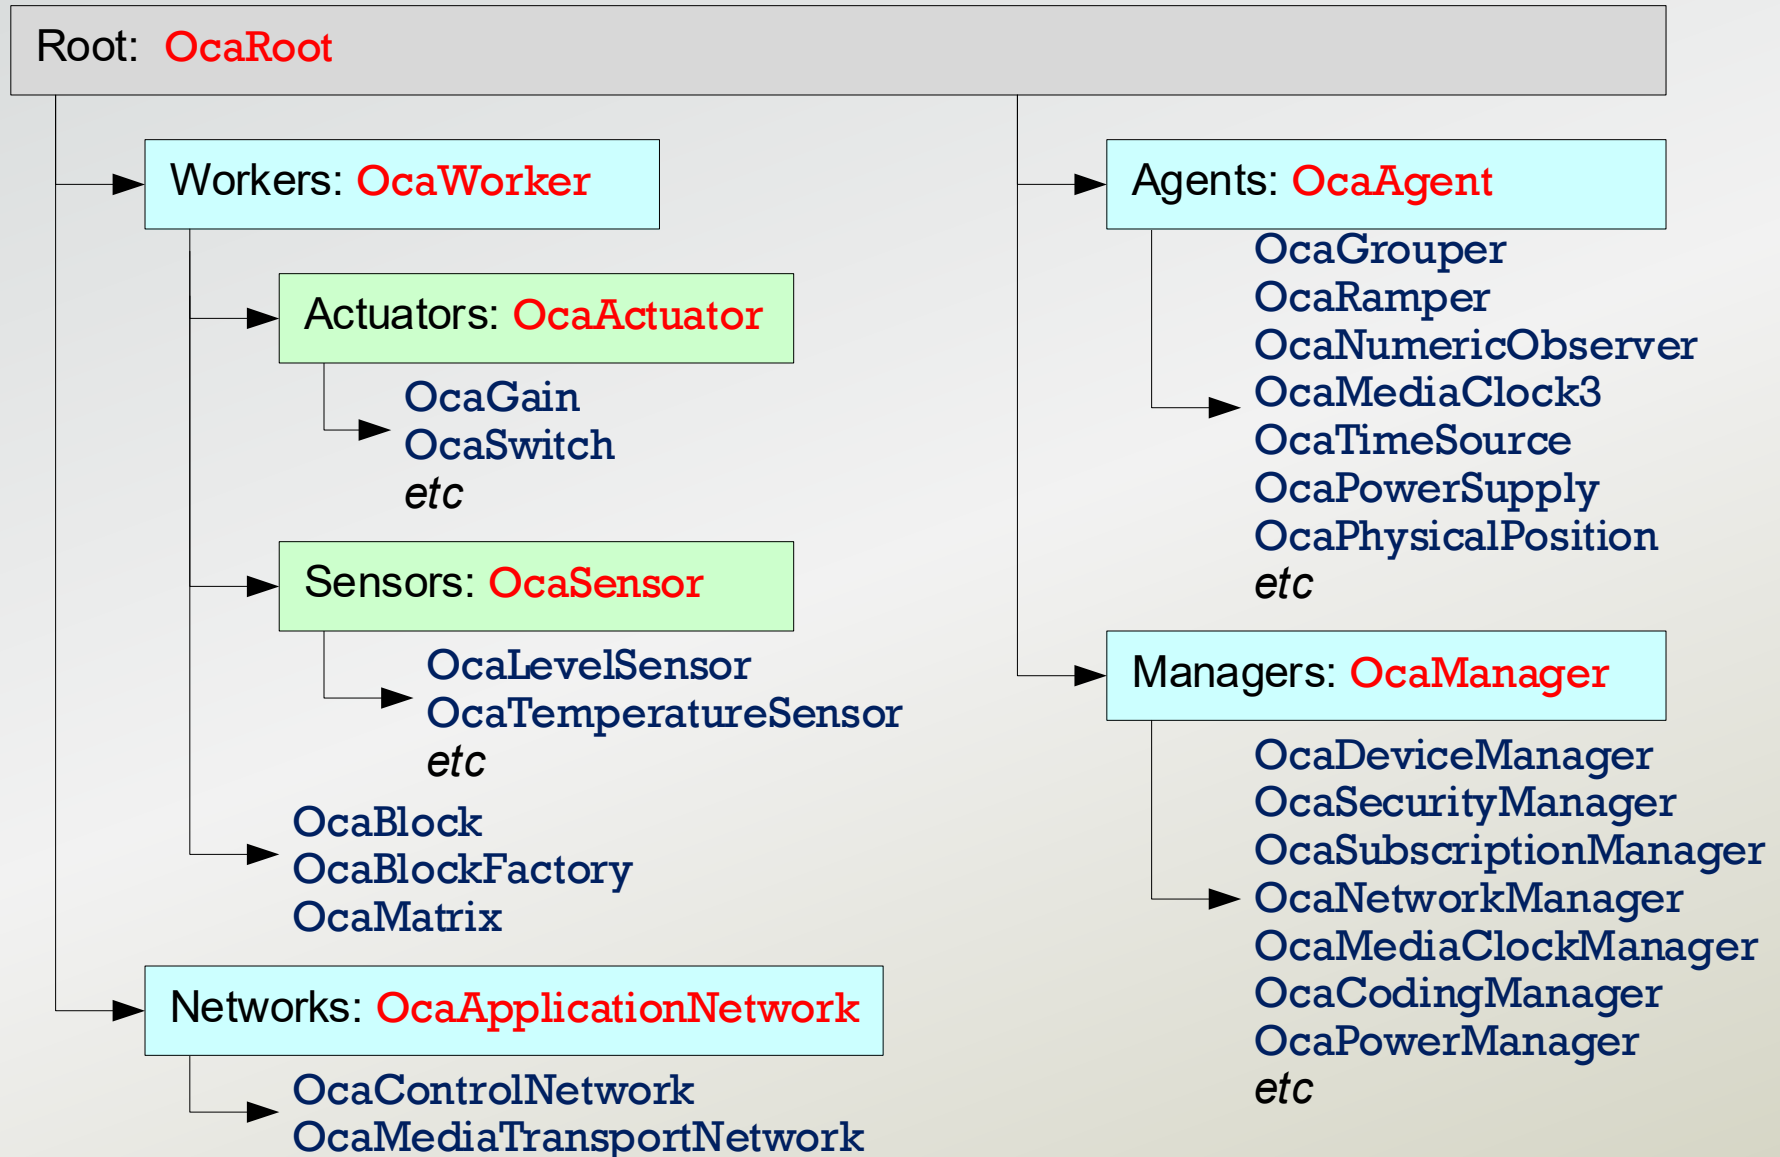 Root: OcaRoot
Workers: OcaWorker
Actuators: OcaActuator
OcaGain
OcaSwitch
etc
Sensors: OcaSensor
OcaLevelSensor
OcaTemperatureSensor
etc
OcaBlock
OcaBlockFactory
OcaMatrix
Networks: OcaApplicationNetwork
OcaControlNetwork
OcaMediaTransportNetwork
Agents: OcaAgent
OcaGrouper
OcaRamper
OcaNumericObserver
OcaMediaClock3
OcaTimeSource
OcaPowerSupply
OcaPhysicalPosition
etc
Managers: OcaManager
OcaDeviceManager
OcaSecurityManager
OcaSubscriptionManager
OcaNetworkManager
OcaMediaClockManager
OcaCodingManager
OcaPowerManager
etc